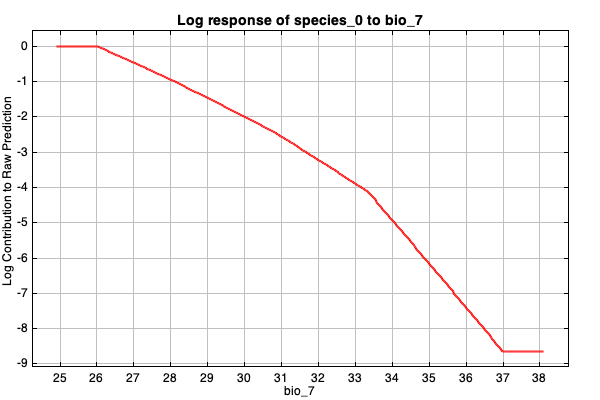 Log response of species_0 to bio_7
Log Contribution to Raw Prediction
0
-1
-2
-3
-4
-5
-6
-7
-8
-9
25 26 27 28 29 30 31 32 33 34 35 36 37 38
bio_7